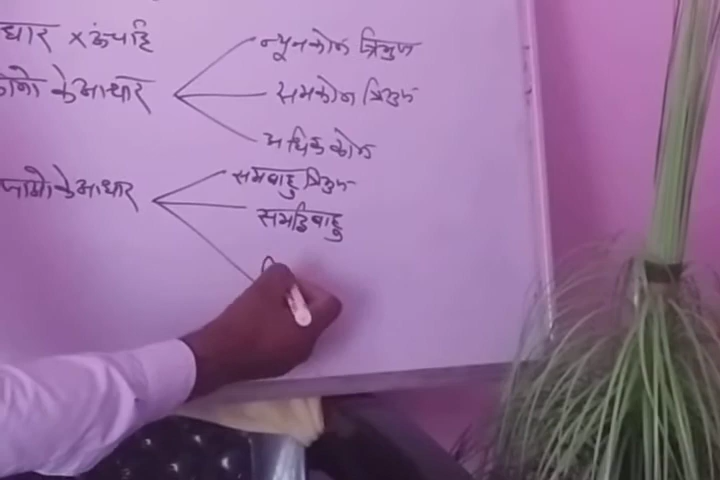 धार × ऊंचाई
कोणो के आधार
न्यूनकोण त्रिभुज
समकोण त्रिभुज
अधिक कोण
जाओ के आधार
समबाहु त्रिभुज
समद्विबाहु